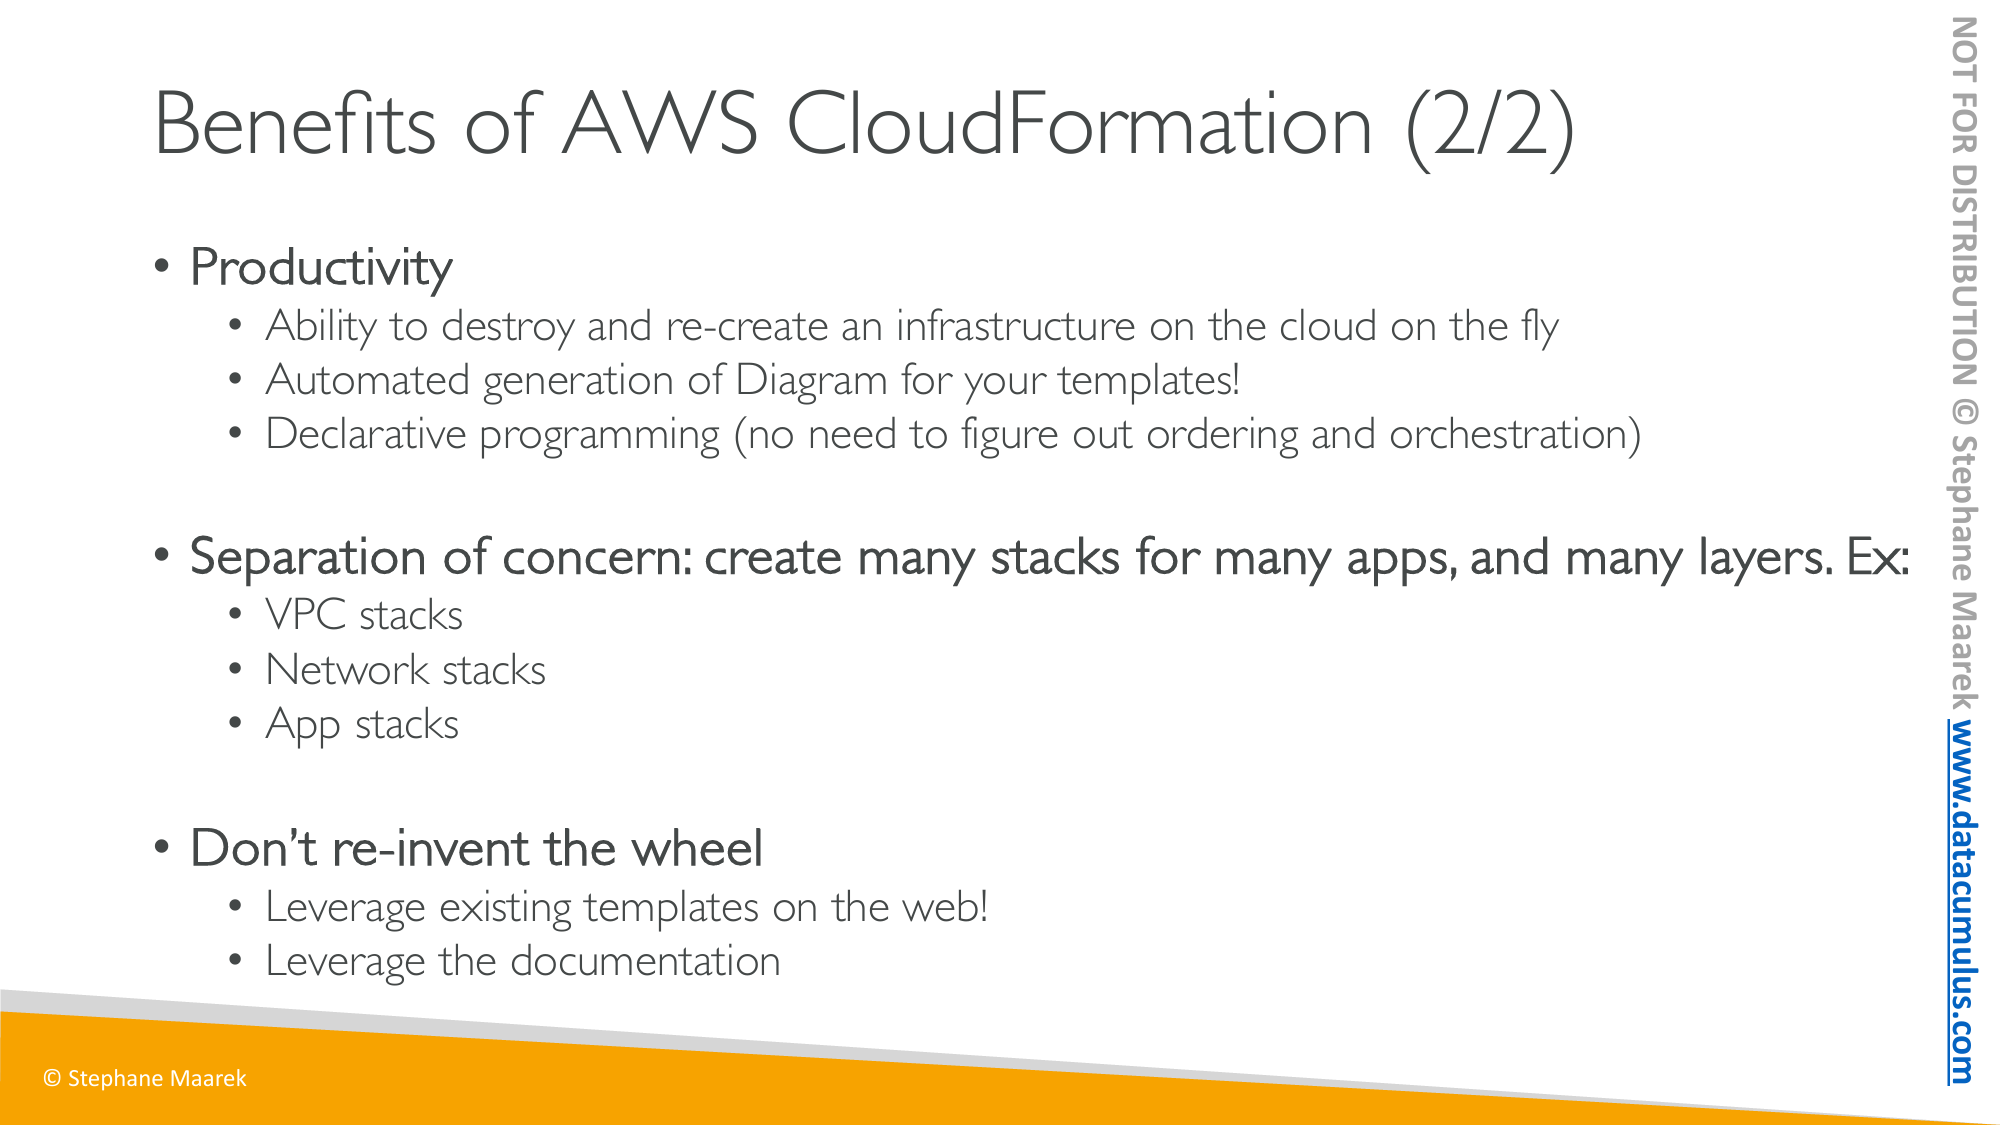 Benefits of AWS CloudFormation (2/2)
• Productivity
• Ability to destroy and re-create an infrastructure on the cloud on the fly
• Automated generation of Diagram for your templates!
• Declarative programming (no need to figure out ordering and orchestration)
• Separation of concern: create many stacks for many apps, and many layers. Ex:
• VPC stacks
• Network stacks
• App stacks
• Don’t re-invent the wheel
• Leverage existing templates on the web!
• Leverage the documentation
© Stephane Maarek
NOT FOR DISTRIBUTION © Stephane Maarek www.datacumulus.com